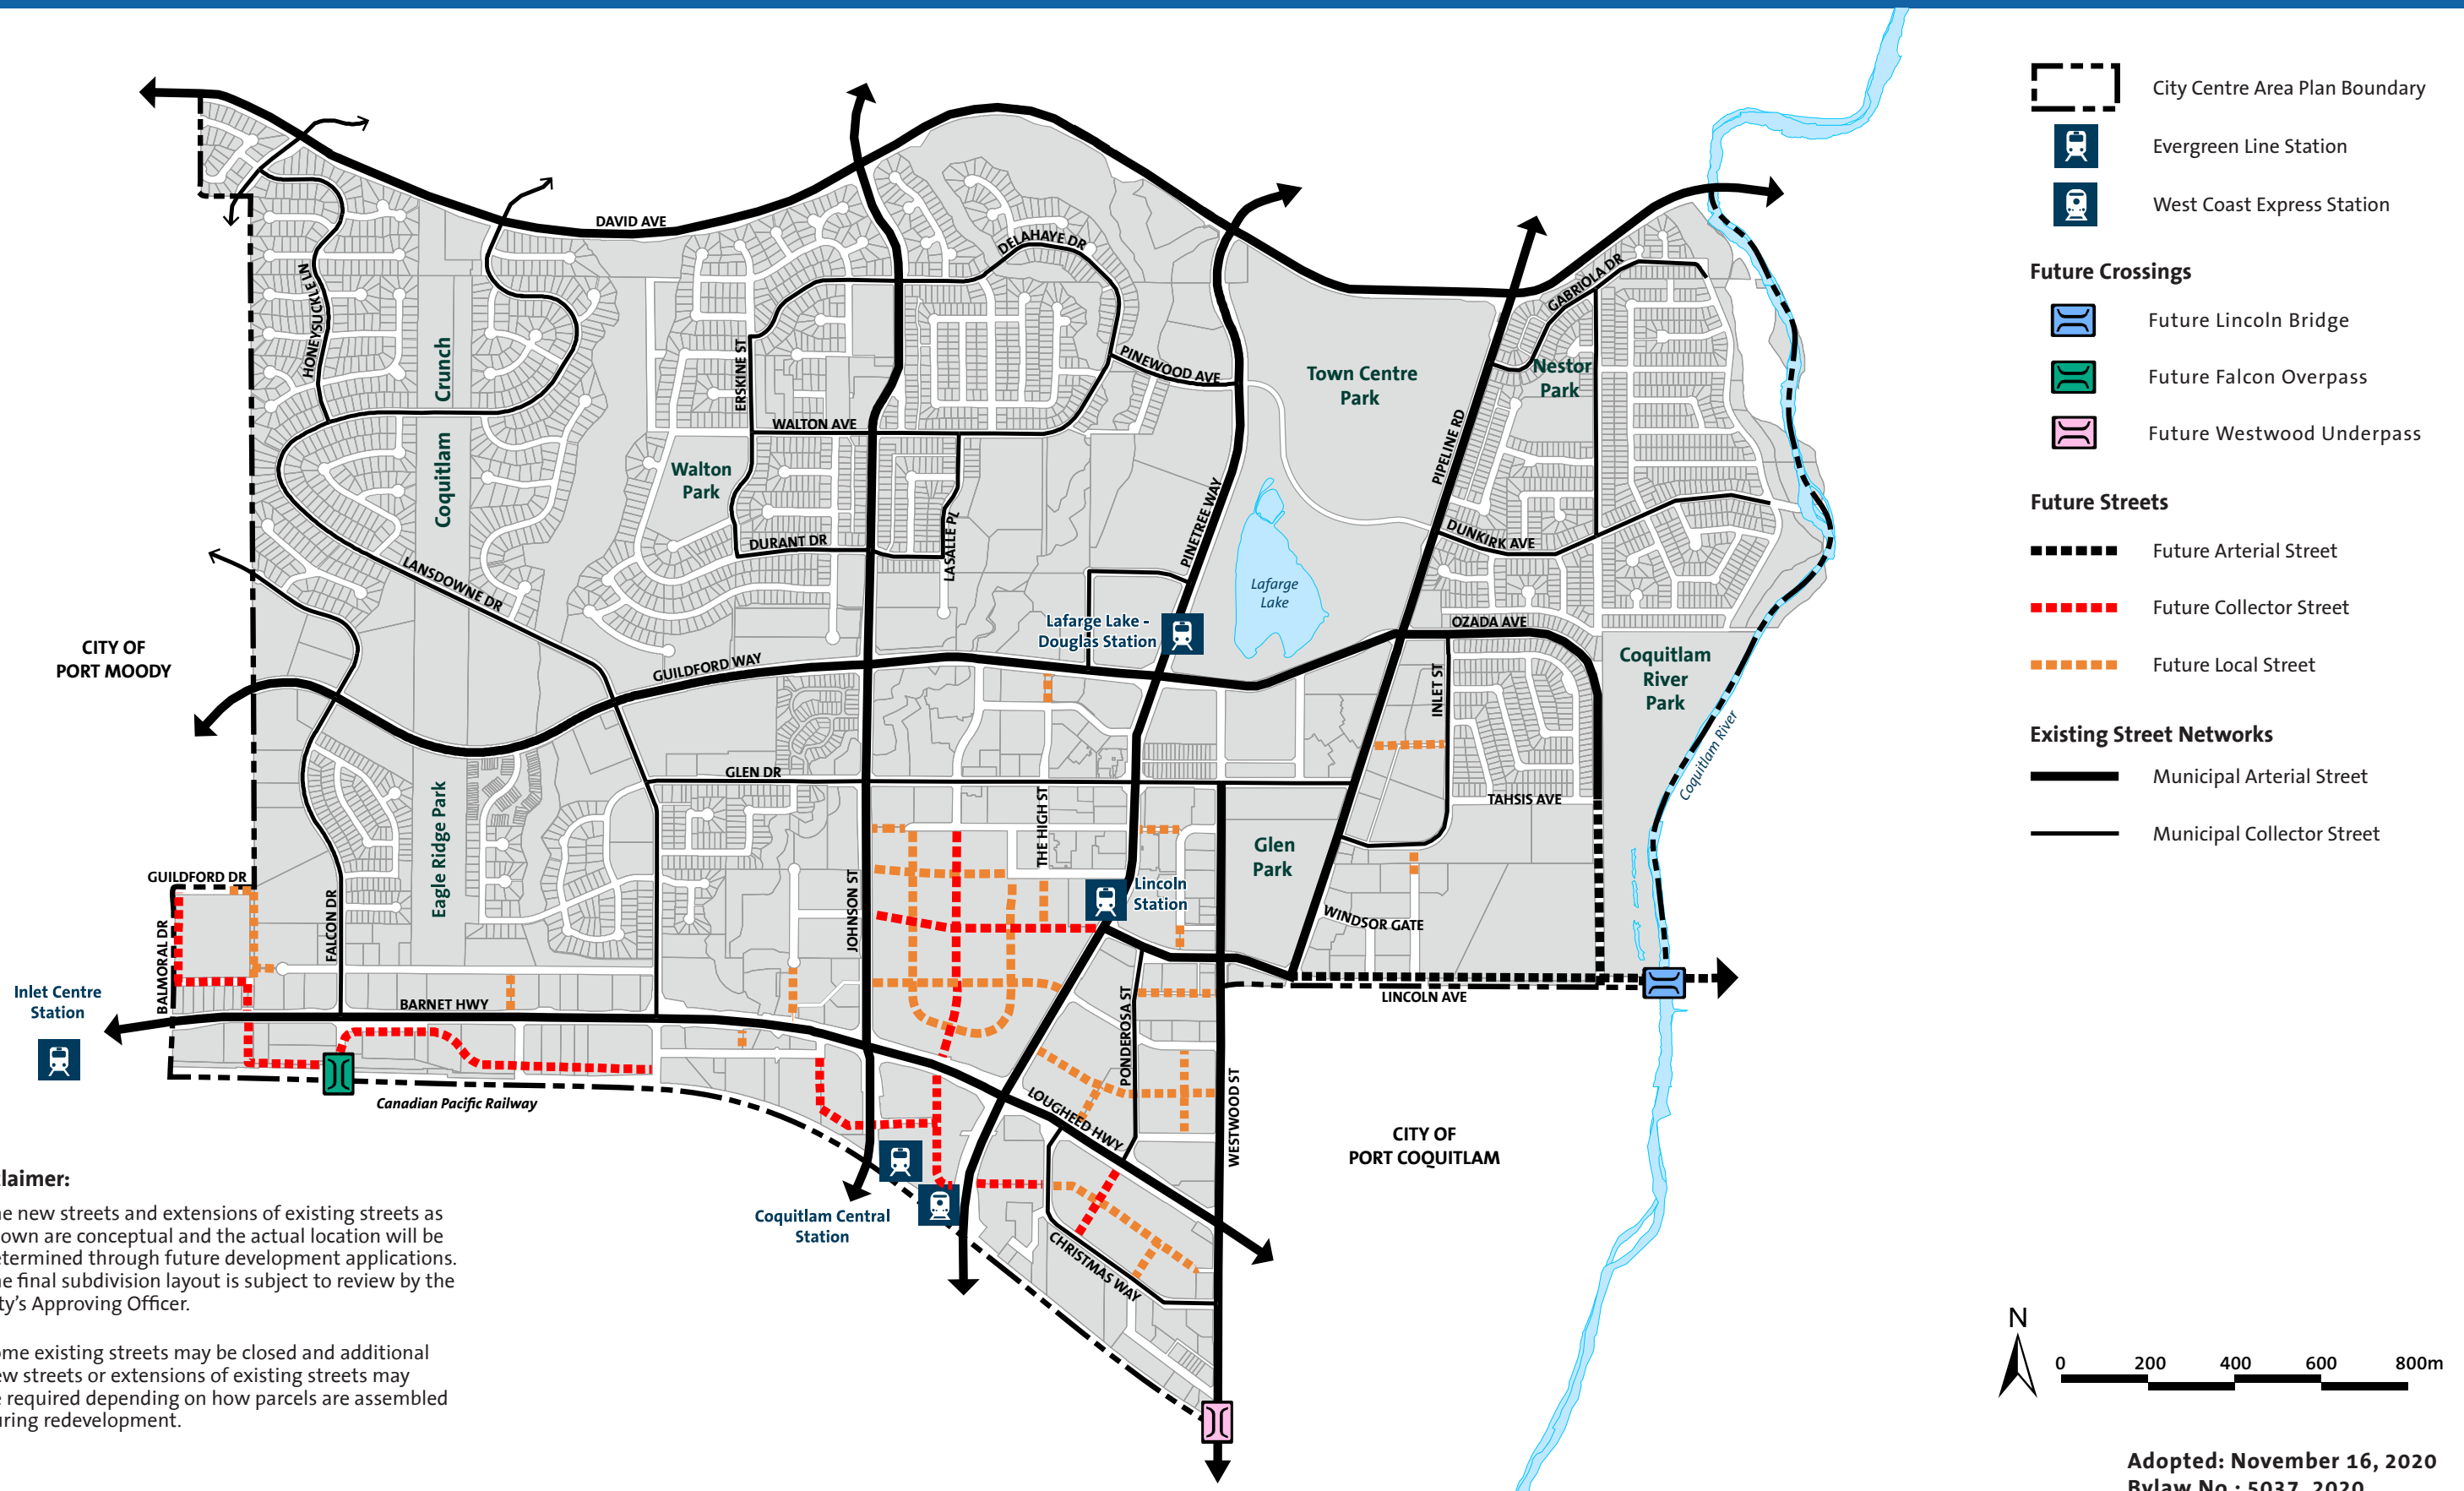 City Centre Area Plan Boundary
Evergreen Line Station
West Coast Express Station
Future Crossings
Future Lincoln Bridge
Future Falcon Overpass
Future Westwood Underpass
Future Streets
Future Arterial Street
Future Collector Street
Future Local Street
Existing Street Networks
Municipal Arterial Street
Municipal Collector Street
DAVID AVE
DELAHAYE DR
GABRIOLA DR
HONEYSUCKLE LN
Crunch
Coquitlam
ERSKINE ST
PINEWOOD AVE
Town Centre
Park
Nestor
Park
WALTON AVE
Walton
Park
PIPELINE RD
PINETREE WAY
LASALLE PL
DURANT DR
DUNKIRK AVE
LANSDOWNE DR
Lafarge
Lake
Lafarge Lake -
Douglas Station
OZADA AVE
CITY OF
PORT MOODY
GUILDFORD WAY
INLET ST
Coquitlam
River
Park
Coquitlam River
GLEN DR
TAHSIS AVE
THE HIGH ST
Eagle Ridge Park
Glen
Park
GUILDFORD DR
BALMORAL DR
FALCON DR
JOHNSON ST
Lincoln
Station
WINDSOR GATE
LINCOLN AVE
Inlet Centre
Station
BARNET HWY
PONDEROSA ST
Canadian Pacific Railway
LOUGHEED HWY
WESTWOOD ST
CITY OF
PORT COQUITLAM
Coquitlam Central
Station
CHRISTMAS WAY
laimer:
e new streets and extensions of existing streets as
own are conceptual and the actual location will be
etermined through future development applications.
e final subdivision layout is subject to review by the
ty's Approving Officer.
ome existing streets may be closed and additional
ew streets or extensions of existing streets may
e required depending on how parcels are assembled
uring redevelopment.
N
0 200 400 600 800m
Adopted: November 16, 2020
Bylaw No.: 5037, 2020